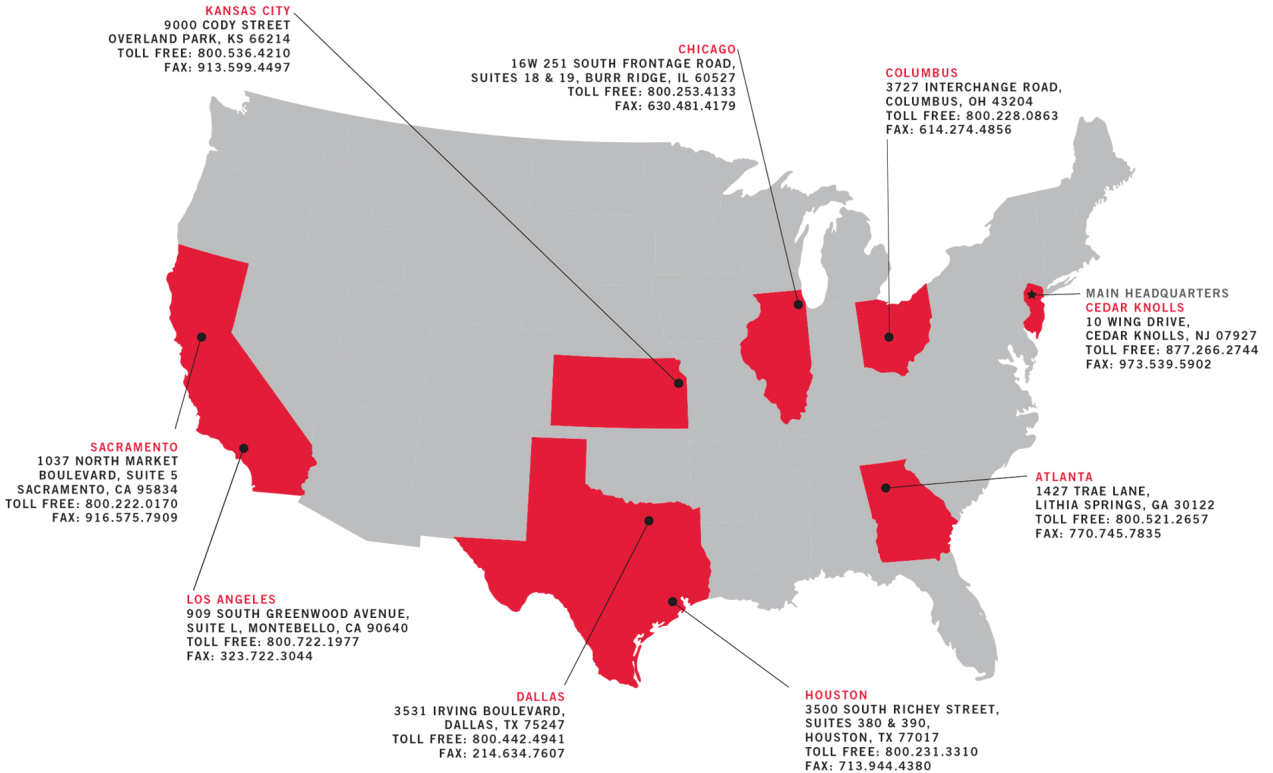 KANSAS CITY
9000 CODY STREET
OVERLAND PARK, KS 66214
TOLL FREE: 800.536.4210
FAX: 913.599.4497
CHICAGO
16W 251 SOUTH FRONTAGE ROAD,
SUITES 18 & 19, BURR RIDGE, IL 60527
TOLL FREE: 800.253.4133
FAX: 630.481.4179
COLUMBUS
3727 INTERCHANGE ROAD,
COLUMBUS, OH 43204
TOLL FREE: 800.228.0863
FAX: 614.274.4856
MAIN HEADQUARTERS
CEDAR KNOLLS
10 WING DRIVE,
CEDAR KNOLLS, NJ 07927
TOLL FREE: 877.266.2744
FAX: 973.539.5902
SACRAMENTO
1037 NORTH MARKET
BOULEVARD, SUITE 5
SACRAMENTO, CA 95834
TOLL FREE: 800.222.0170
FAX: 916.575.7909
ATLANTA
1427 TRAE LANE,
LITHIA SPRINGS, GA 30122
TOLL FREE: 800.521.2657
FAX: 770.745.7835
LOS ANGELES
909 SOUTH GREENWOOD AVENUE,
SUITE L, MONTEBELLO, CA 90640
TOLL FREE: 800.722.1977
FAX: 323.722.3044
DALLAS
3531 IRVING BOULEVARD,
DALLAS, TX 75247
TOLL FREE: 800.442.4941
FAX: 214.634.7607
HOUSTON
3500 SOUTH RICHEY STREET,
SUITES 380 & 390,
HOUSTON, TX 77017
TOLL FREE: 800.231.3310
FAX: 713.944.4380